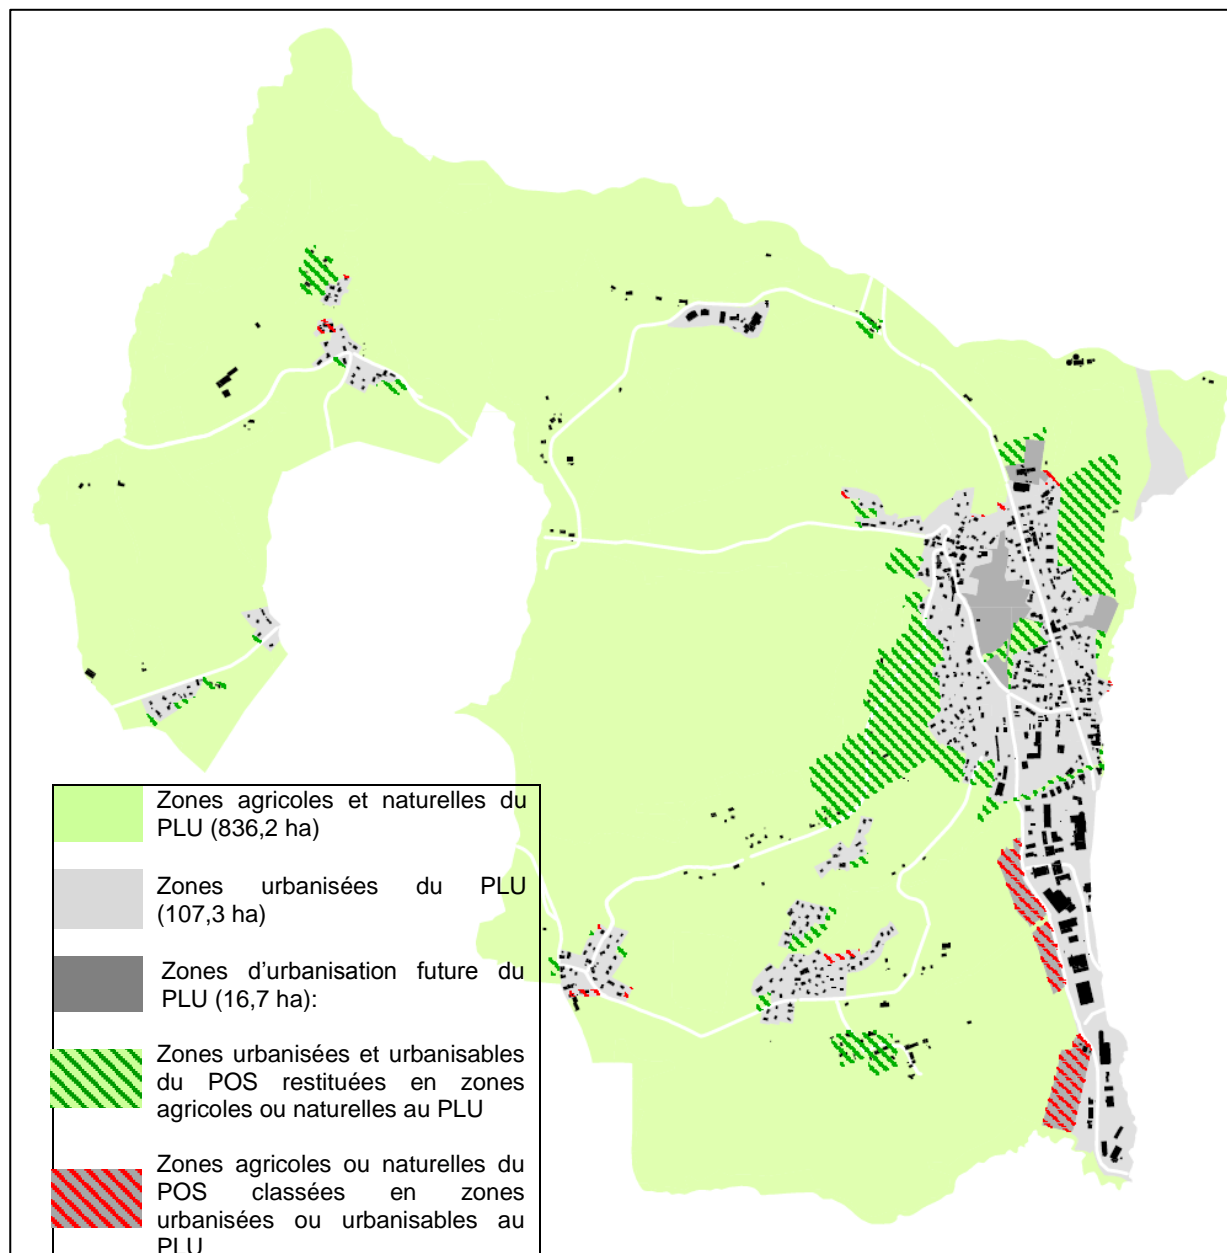 Zones agricoles et naturelles du
PLU (836,2 ha)
Zones urbanisées du PLU
(107,3 ha)
Zones d’urbanisation future du
PLU (16,7 ha):
Zones urbanisées et urbanisables
du POS restituées en zones
agricoles ou naturelles au PLU
Zones agricoles ou naturelles du
POS classées en zones
urbanisées ou urbanisables au
PLU